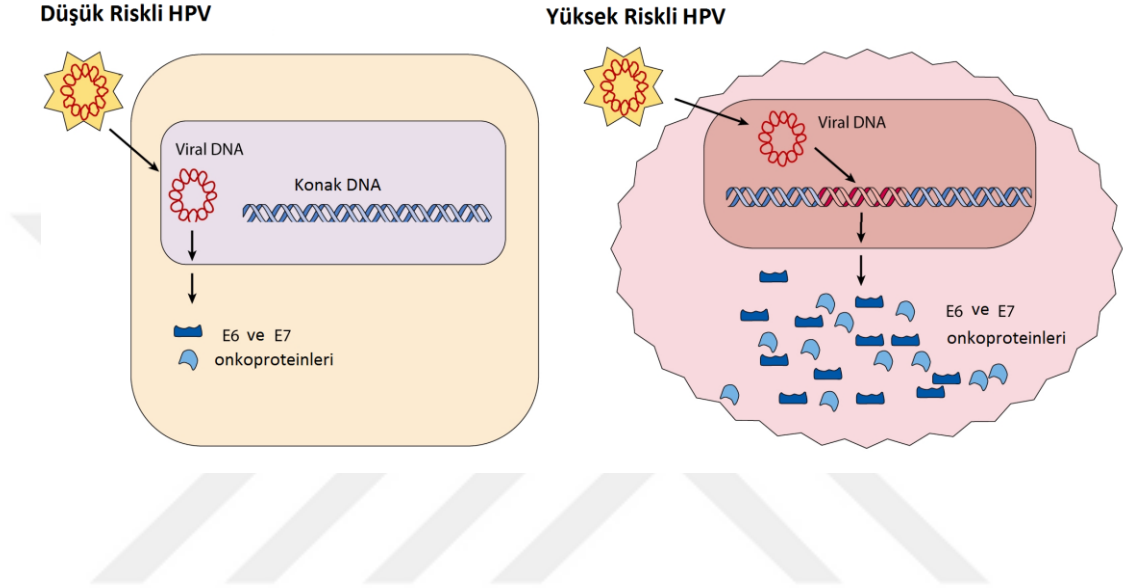 Düşük Riskli HPV
Viral DNA
Konak DNA
E6 ve E7
onkoproteinleri
Yüksek Riskli HPV
Viral DNA
E6 ve E7
onkoproteinleri